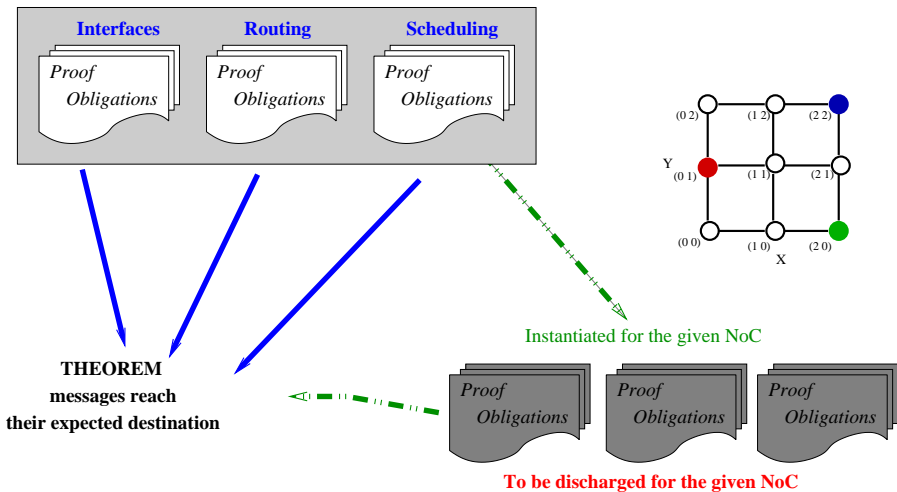 Interfaces
Routing
Scheduling
Proof
Obligations
Proof
Obligations
Proof
Obligations
(0 2)
(1 2)
(2 2)
Y
(0 1)
(1 1)
(2 1)
(0 0)
(1 0)
(2 0)
X
Instantiated for the given NoC
THEOREM
messages reach
their expected destination
Proof
Obligations
Proof
Obligations
Proof
Obligations
To be discharged for the given NoC